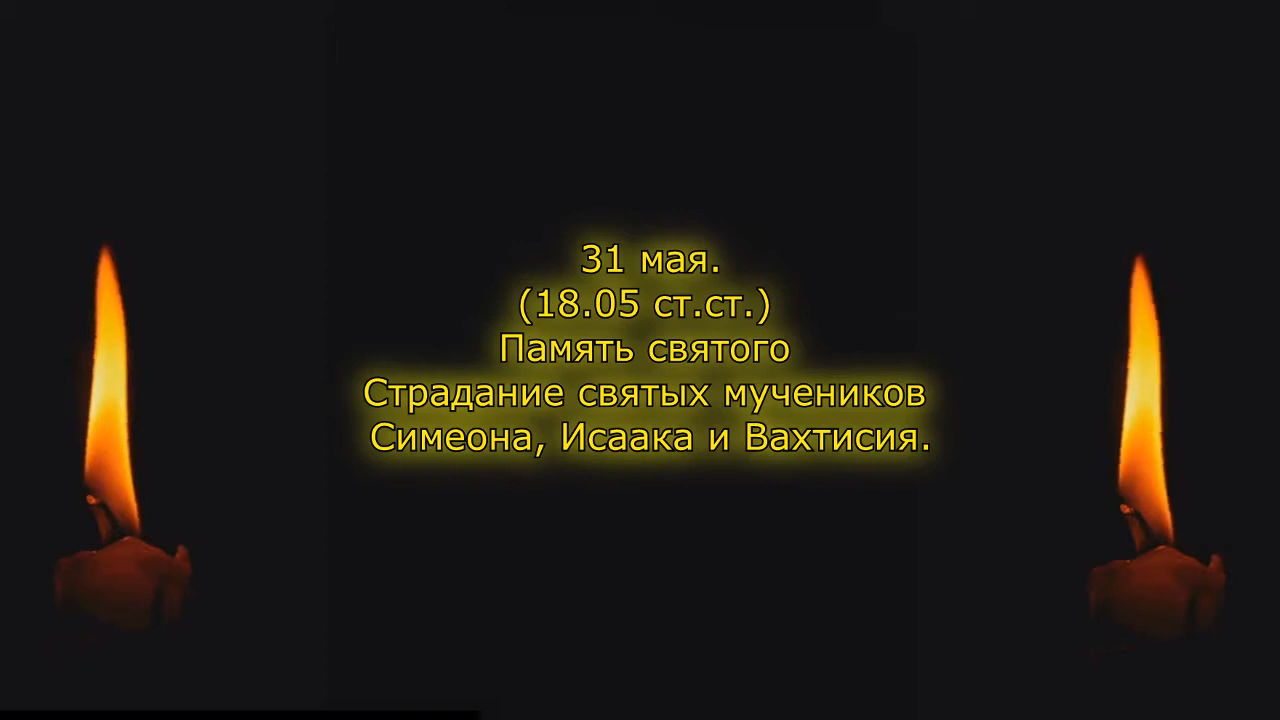 31 мая.
(18.05 ст.ст.)
Память святого
Страдание святых мучеников
Симеона, Исаака и Вахтисия.